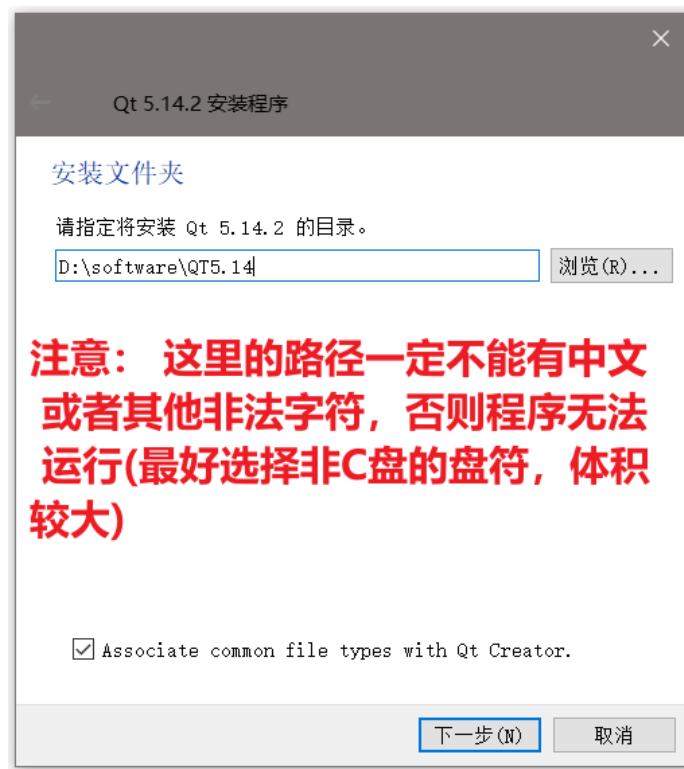 Qt 5.14.2 安装程序
安装文件夹
请指定将安装 Qt 5.14.2 的目录。
D:\software\QT5.14
浏览(R)...
注意： 这里的路径一定不能有中文
或者其他非法字符，否则程序无法
运行(最好选择非C盘的盘符，体积
较大)
Associate common file types with Qt Creator.
下一步(N)
取消